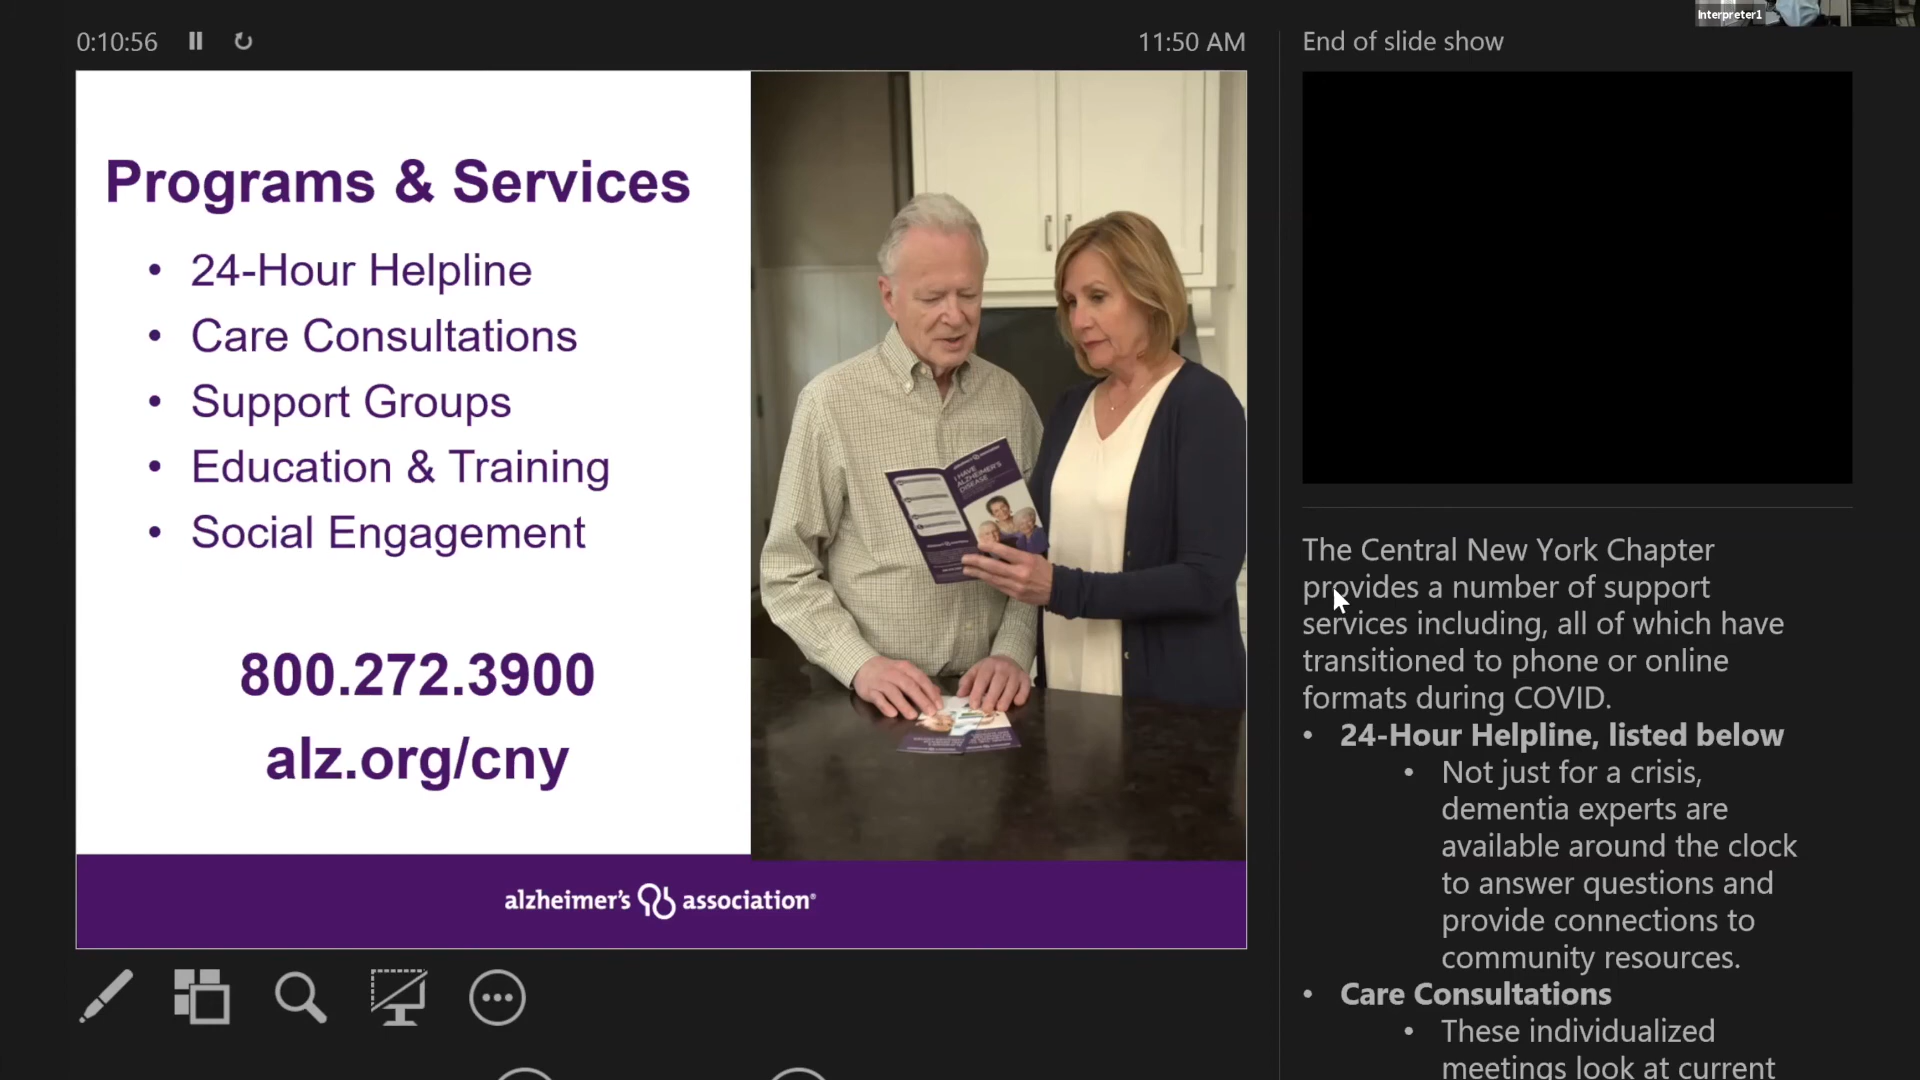 Interpreter1
0:10:56
11:50 AM
End of slide show
Programs & Services
• 24-Hour Helpline
• Care Consultations
• Support Groups
• Education & Training
• Social Engagement
800.272.3900
alz.org/cny
I HAVE
ALZHEIMER'S
DISEASE
alzheimer's association®
The Central New York Chapter
provides a number of support
services including, all of which have
transitioned to phone or online
formats during COVID.
• 24-Hour Helpline, listed below
• Not just for a crisis,
dementia experts are
available around the clock
to answer questions and
provide connections to
community resources.
• Care Consultations
• These individualized
meetings look at current